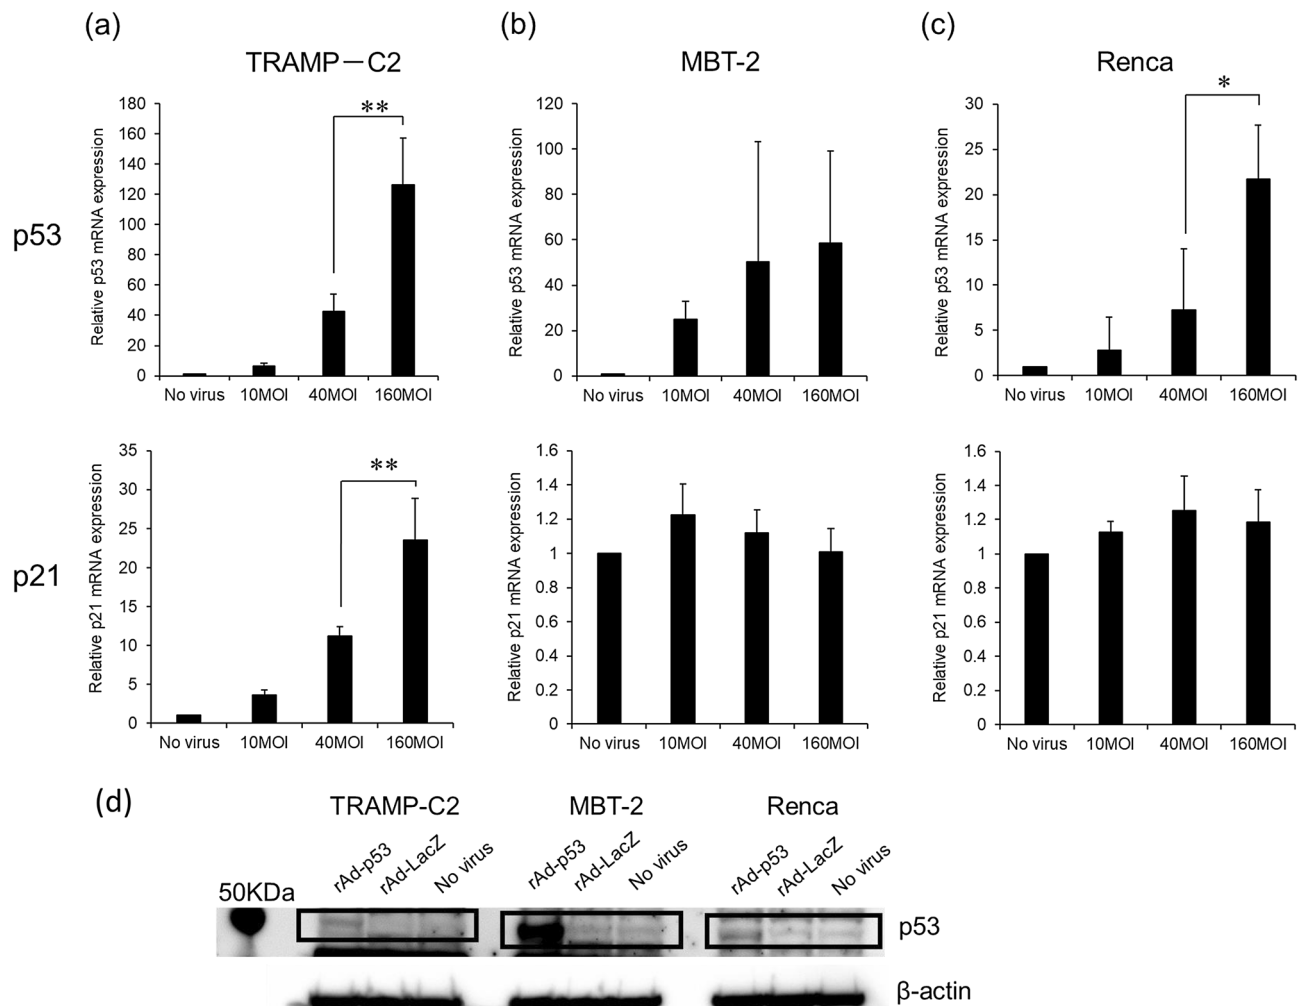 (a) (b) (c)
TRAMP－C2 MBT-2 Renca
p53
Relative p53 mRNA expression
180
160
140
120
100
80
60
40
20
0
**
No virus 10MOI 40MOI 160MOI
Relative p53 mRNA expression
120
100
80
60
40
20
0
No virus 10MOI 40MOI 160MOI
Relative p53 mRNA expression
30
25
20
15
10
5
0
*
No virus 10MOI 40MOI 160MOI
p21
Relative p21 mRNA expression
35
30
25
20
15
10
5
0
**
No virus 10MOI 40MOI 160MOI
Relative p21 mRNA expression
1.6
1.4
1.2
1
0.8
0.6
0.4
0.2
0
No virus 10MOI 40MOI 160MOI
Relative p21 mRNA expression
1.6
1.4
1.2
1
0.8
0.6
0.4
0.2
0
No virus 10MOI 40MOI 160MOI
(d)
TRAMP-C2 MBT-2 Renca
rAd-p53 rAd-LacZ No virus rAd-p53 rAd-LacZ No virus rAd-p53 rAd-LacZ No virus
50KDa
p53
β-actin